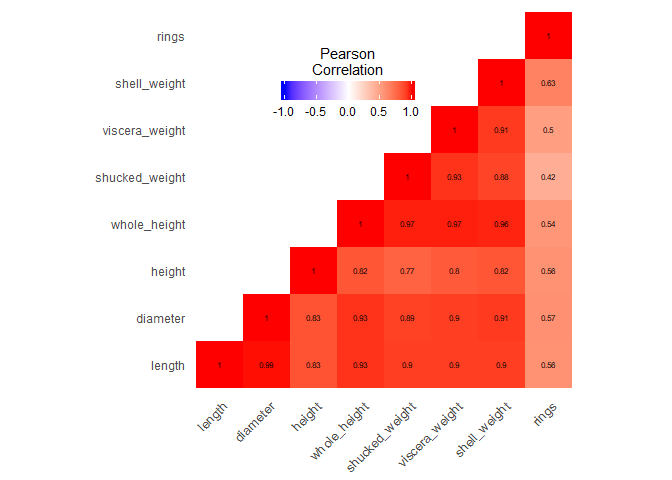 rings 1
Pearson
Correlation
-1.0 -0.5 0.0 0.5 1.0
shell_weight 1 0.63
viscera_weight 1 0.91 0.5
shucked_weight 1 0.93 0.88 0.42
whole_height 1 0.97 0.97 0.96 0.54
height 1 0.82 0.77 0.8 0.82 0.56
diameter 1 0.83 0.93 0.89 0.9 0.91 0.57
length 1 0.99 0.83 0.93 0.9 0.9 0.9 0.56
length diameter height whole_height shucked_weight viscera_weight shell_weight rings